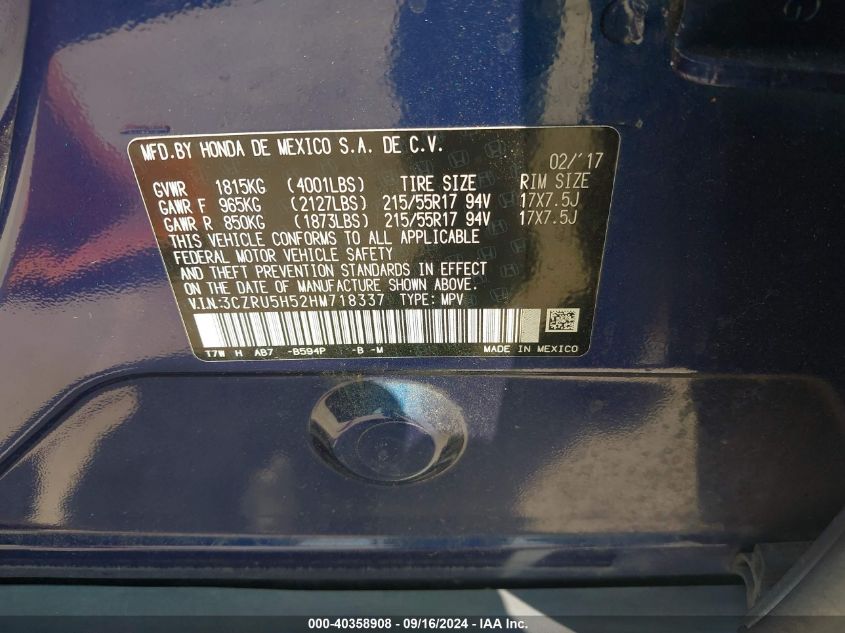 MFD.BY HONDA DE MEXICO S.A. DE C.V.
02/'17
GVWR 1815KG (4001LBS) TIRE SIZE RIM SIZE
GAWR F 965KG (2127LBS) 215/55R17 94V 17X7.5J
GAWR R 850KG (1873LBS) 215/55R17 94V 17X7.5J
THIS VEHICLE CONFORMS TO ALL APPLICABLE
FEDERAL MOTOR VEHICLE SAFETY
AND THEFT PREVENTION STANDARDS IN EFFECT
ON THE DATE OF MANUFACTURE SHOWN ABOVE.
V.IN.:3CZRU5H52HM718337 TYPE: MPV
T7W H AB7 -B594P -B -M MADE IN MEXICO
000-40358908 - 09/16/2024 - IAA Inc.